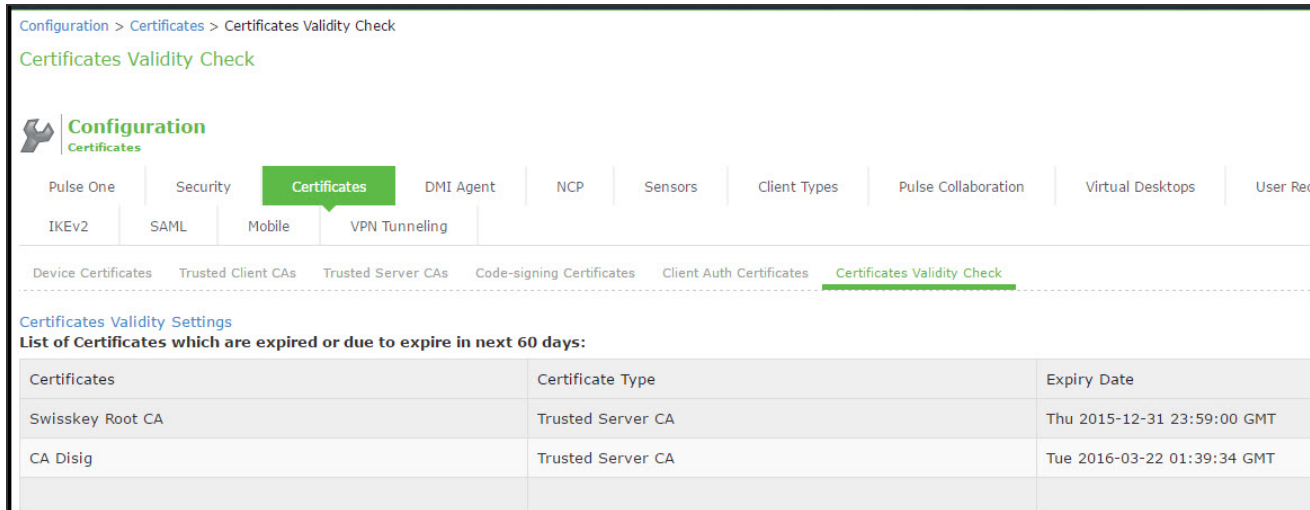 Configuration > Certificates > Certificates Validity Check
Certificates Validity Check
Configuration
Certificates
Pulse One Security Certificates DMI Agent NCP Sensors Client Types Pulse Collaboration Virtual Desktops User Rec
IKEv2 SAML Mobile VPN Tunneling
Device Certificates Trusted Client CAs Trusted Server CAs Code-signing Certificates Client Auth Certificates Certificates Validity Check
Certificates Validity Settings
List of Certificates which are expired or due to expire in next 60 days:
Certificates Certificate Type Expiry Date
Swisskey Root CA Trusted Server CA Thu 2015-12-31 23:59:00 GMT
CA Disig Trusted Server CA Tue 2016-03-22 01:39:34 GMT